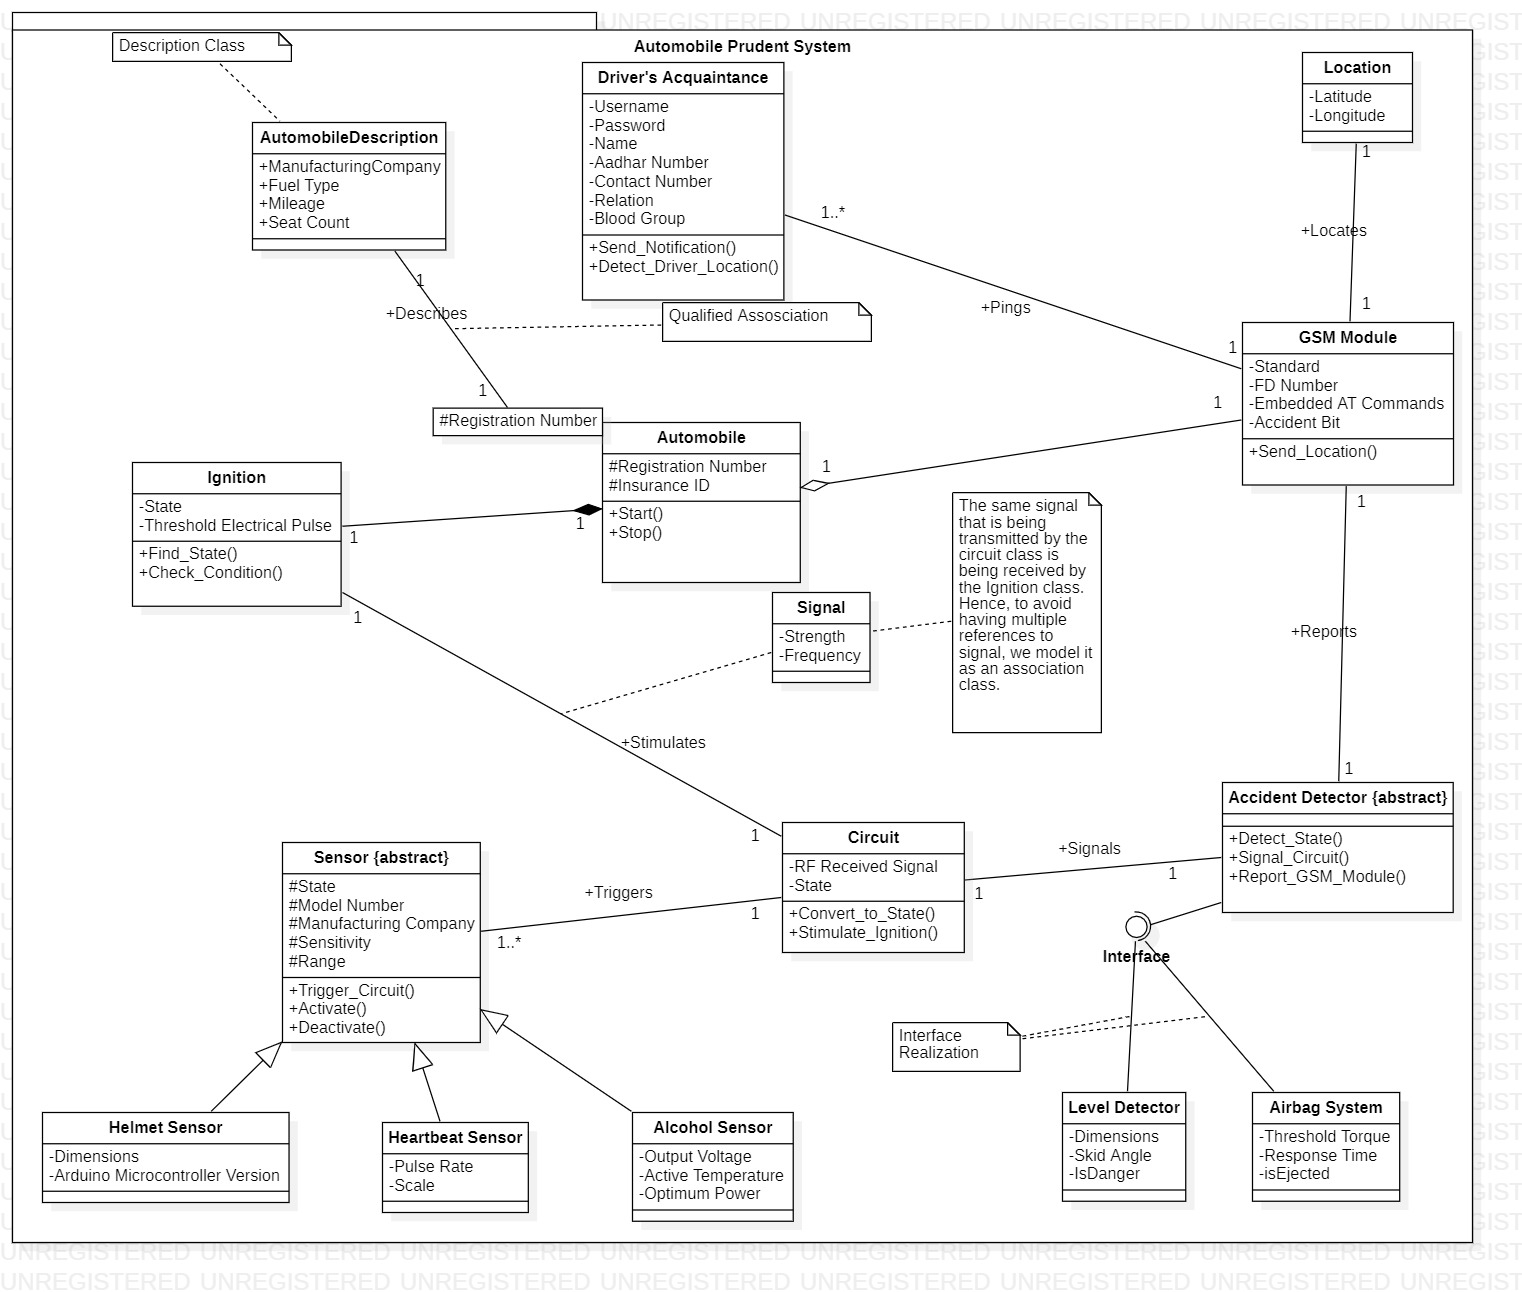 UNREGISTERED UNREGISTERED UNREGISTERED UNREGISTERED UNREGIST
Automobile Prudent System
Description Class
AutomobileDescription
+ManufacturingCompany
+Fuel Type
+Mileage
+Seat Count
Driver's Acquaintance
-Username
-Password
-Name
-Aadhar Number
-Contact Number
-Relation
-Blood Group
+Send_Notification()
+Detect_Driver_Location()
Location
-Latitude
-Longitude
1
+Locates
1
1..*
+Pings
1
1
+Describes
1
Qualified Assosciation
GSM Module
-Standard
-FD Number
-Embedded AT Commands
-Accident Bit
+Send_Location()
1
1
#Registration Number
Automobile
#Registration Number
#Insurance ID
+Start()
+Stop()
Ignition
-State
-Threshold Electrical Pulse
+Find_State()
+Check_Condition()
1
1
1
The same signal
that is being
transmitted by the
circuit class is
being received by
the Ignition class.
Hence, to avoid
having multiple
references to
signal, we model it
as an association
class.
Signal
-Strength
-Frequency
1
+Reports
1
+Stimulates
1
Accident Detector {abstract}
+Detect_State()
+Signal_Circuit()
+Report_GSM_Module()
Circuit
-RF Received Signal
-State
+Convert_to_State()
+Stimulate_Ignition()
+Signals
1
1
Sensor {abstract}
#State
#Model Number
#Manufacturing Company
#Sensitivity
#Range
+Trigger_Circuit()
+Activate()
+Deactivate()
+Triggers
1
1..*
Interface
Interface
Realization
Helmet Sensor
-Dimensions
-Arduino Microcontroller Version
Heartbeat Sensor
-Pulse Rate
-Scale
Alcohol Sensor
-Output Voltage
-Active Temperature
-Optimum Power
Level Detector
-Dimensions
-Skid Angle
-IsDanger
Airbag System
-Threshold Torque
-Response Time
-isEjected
UNREGISTERED UNREGISTERED UNREGISTERED UNREGISTERED UNREGISTERED UNREGISTERED UNREGISTERED UNREGIST
UNREGISTERED UNREGISTERED UNREGISTERED UNREGISTERED UNREGISTERED UNREGISTERED UNREGISTERED UNREGIST